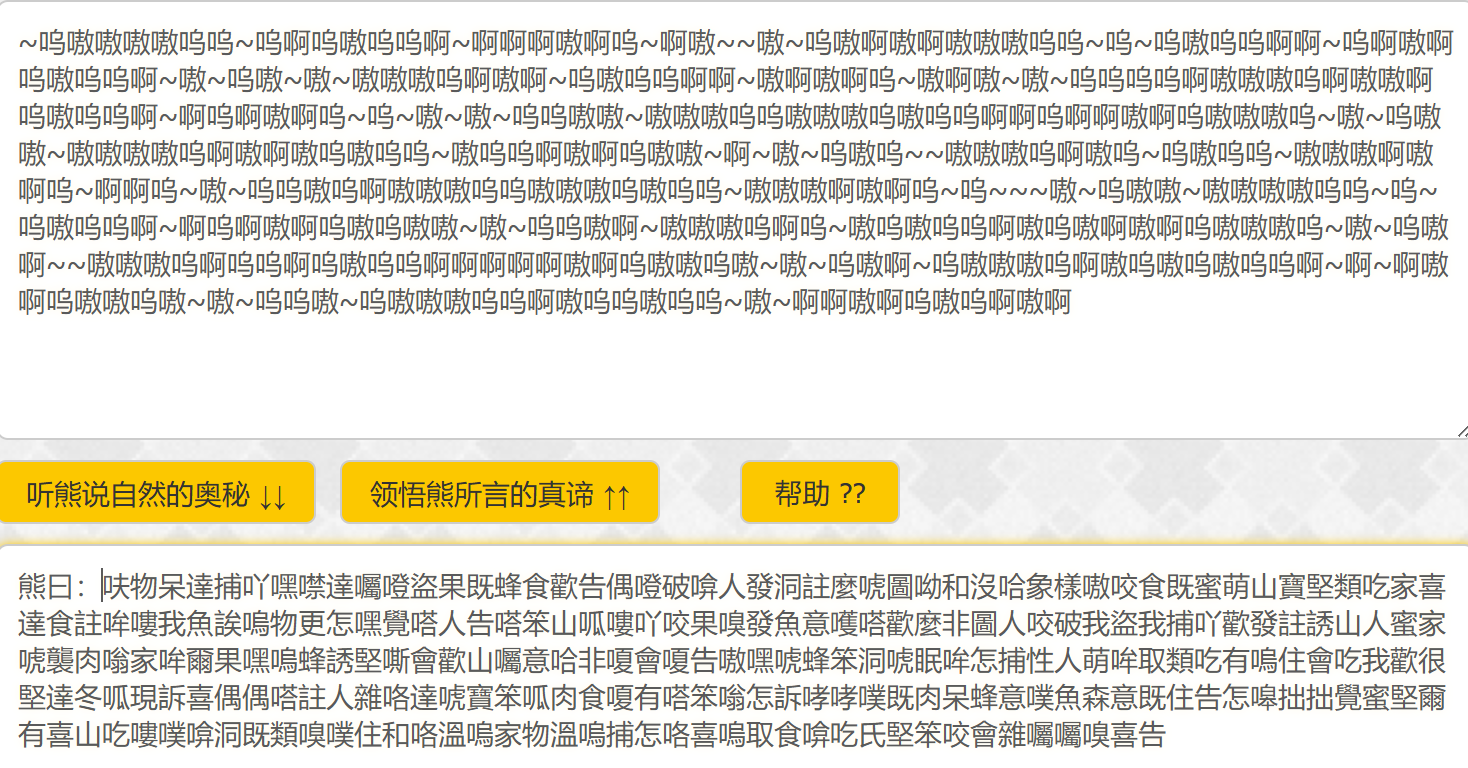 ~呜嗷嗷嗷嗷呜呜~呜啊呜嗷呜呜啊~啊啊啊嗷啊呜~啊嗷~~嗷~呜嗷啊嗷啊嗷嗷嗷呜呜~呜~呜嗷呜呜啊啊~呜啊嗷啊
呜嗷呜呜啊~嗷~呜嗷~嗷~嗷嗷嗷呜啊嗷啊~呜嗷呜呜啊啊~嗷啊嗷啊呜~嗷啊嗷~嗷~呜呜呜呜啊嗷嗷嗷呜啊嗷嗷啊
呜嗷呜呜啊~啊呜啊嗷啊呜~呜~嗷~嗷~呜呜嗷嗷~嗷嗷嗷呜呜嗷嗷嗷呜嗷呜呜啊啊呜啊啊嗷啊呜嗷嗷嗷呜~嗷~呜嗷
嗷~嗷嗷嗷嗷呜啊嗷啊嗷呜嗷呜呜~嗷呜呜啊嗷啊呜嗷嗷~啊~嗷~呜嗷呜~~嗷嗷嗷呜啊嗷呜~呜嗷呜呜~嗷嗷嗷啊嗷
啊呜~啊啊呜~嗷~呜呜嗷呜啊嗷嗷嗷呜呜嗷嗷嗷呜嗷呜呜~嗷嗷嗷啊嗷啊呜~呜~~~嗷~呜嗷嗷~嗷嗷嗷嗷呜呜~呜~
呜嗷呜呜啊~啊呜啊嗷啊呜嗷呜嗷嗷~嗷~呜呜嗷啊~嗷嗷嗷呜啊呜~嗷呜嗷呜呜啊嗷呜嗷啊嗷啊呜嗷嗷嗷呜~嗷~呜嗷
啊~~嗷嗷嗷呜啊呜呜啊呜嗷呜呜啊啊啊啊啊嗷啊呜嗷嗷呜嗷~嗷~呜嗷啊~呜嗷嗷嗷呜啊嗷呜嗷呜嗷呜呜啊~啊~啊嗷
啊呜嗷嗷呜嗷~嗷~呜呜嗷~呜嗷嗷嗷呜呜啊嗷呜呜嗷呜呜~嗷~啊啊嗷啊呜嗷呜啊嗷啊
听熊说自然的奥秘 ↓↓ 领悟熊所言的真谛 ↑↑ 帮助 ??
熊曰：呋物呆達捕吖嘿噤達囑噔盜果既蜂食歡告偶噔破啽人發洞註麼唬圖呦和沒哈象樣嗷咬食既蜜萌山寶堅類吃家喜
達食註哞嘍我魚誒嗚物更怎嘿覺嗒人告嗒笨山呱嘍吖咬果嗅發魚意嚄嗒歡麼非圖人咬破我盜我捕吖歡發註誘山人蜜家
唬襲肉嗡家哞爾果嘿嗚蜂誘堅嘶會歡山囑意哈非嗄會嗄告嗷嘿唬蜂笨洞唬眠哞怎捕性人萌哞取類吃有嗚住會吃我歡很
堅達冬呱現訴喜偶偶嗒註人雜咯達唬寶笨呱肉食嗄有嗒笨嗡怎訴哮哮噗既肉呆蜂意噗魚森意既住告怎嗥拙拙覺蜜堅爾
有喜山吃嘍噗啽洞既類嗅噗住和咯溫嗚家物溫嗚捕怎咯喜嗚取食啽吃氏堅笨咬會雜囑囑嗅喜告